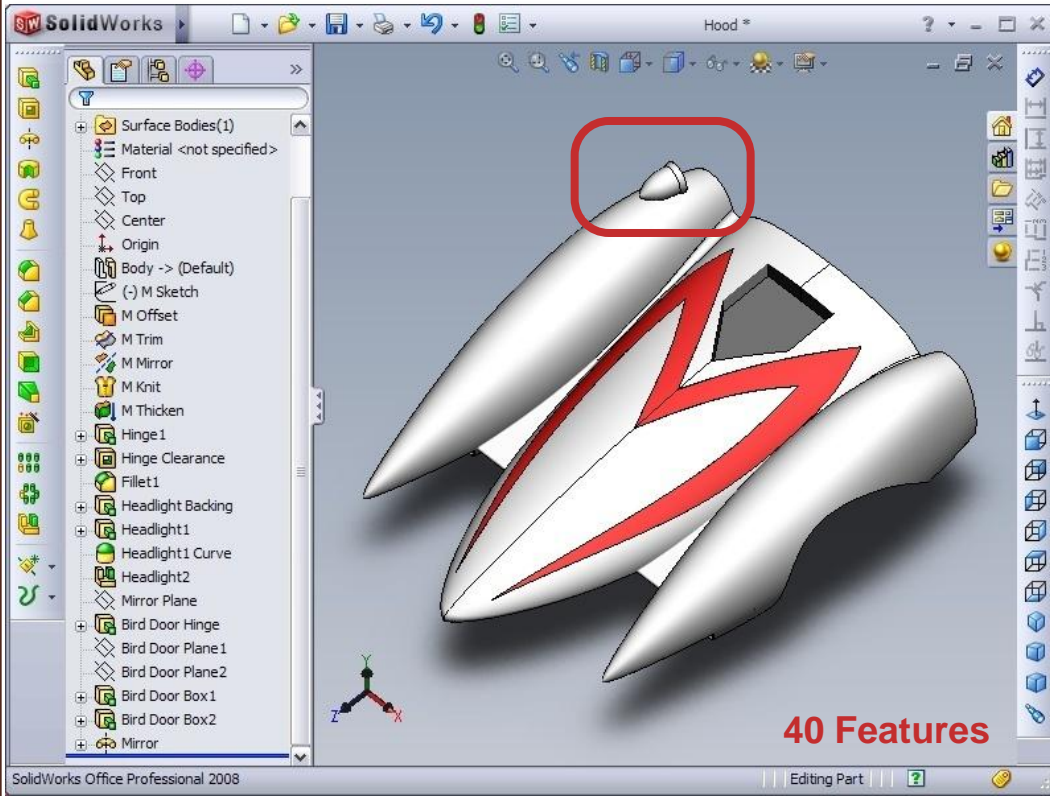 SolidWorks
Hood *
Surface Bodies(1)
Material <not specified>
Front
Top
Center
Origin
Body -> (Default)
(-) M Sketch
M Offset
M Trim
M Mirror
M Knit
M Thicken
Hinge1
Hinge Clearance
Fillet1
Headlight Backing
Headlight1
Headlight1 Curve
Headlight2
Mirror Plane
Bird Door Hinge
Bird Door Plane1
Bird Door Plane2
Bird Door Box1
Bird Door Box2
Mirror
Y
Z
X
40 Features
SolidWorks Office Professional 2008
Editing Part